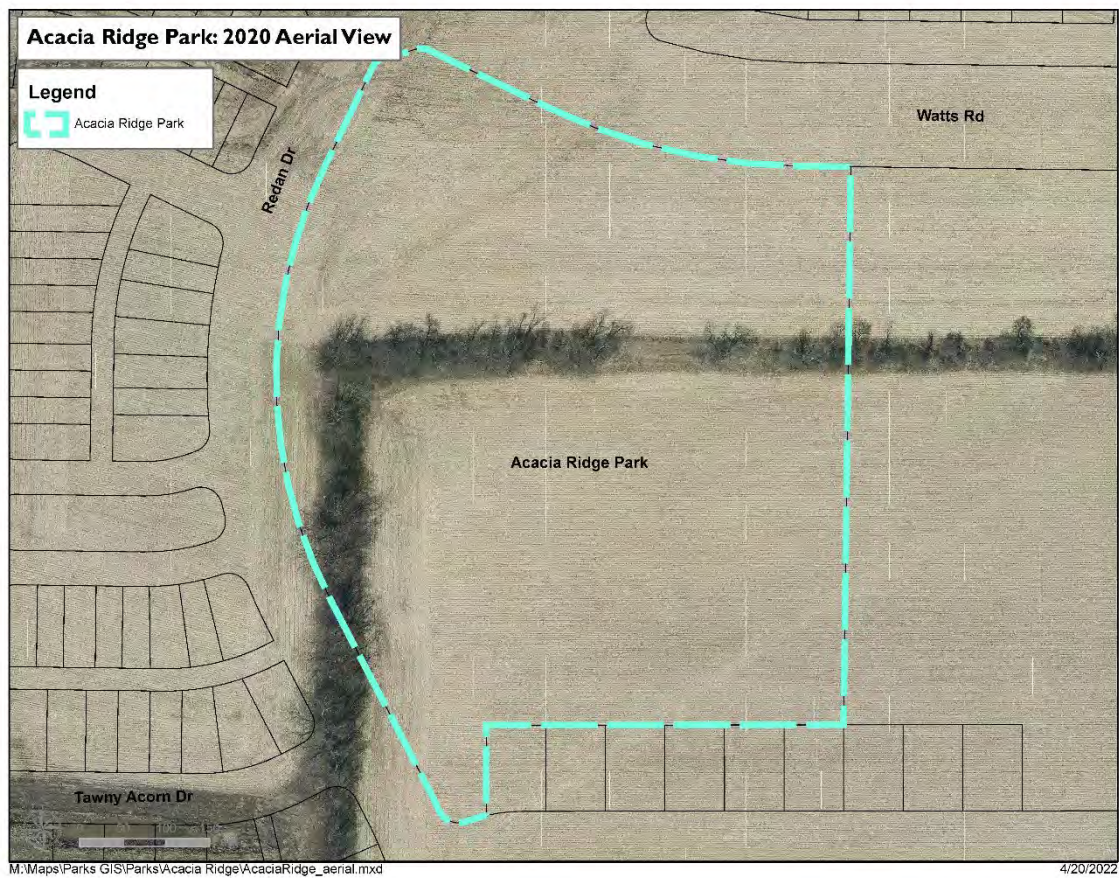 Acacia Ridge Park: 2020 Aerial View
Legend
Acacia Ridge Park
Watts Rd
Redan Dr
Acacia Ridge Park
Tawny Acorn Dr
M:\Maps\Parks GIS\Parks\Acacia Ridge\AcaciaRidge_aerial.mxd
4/20/2022